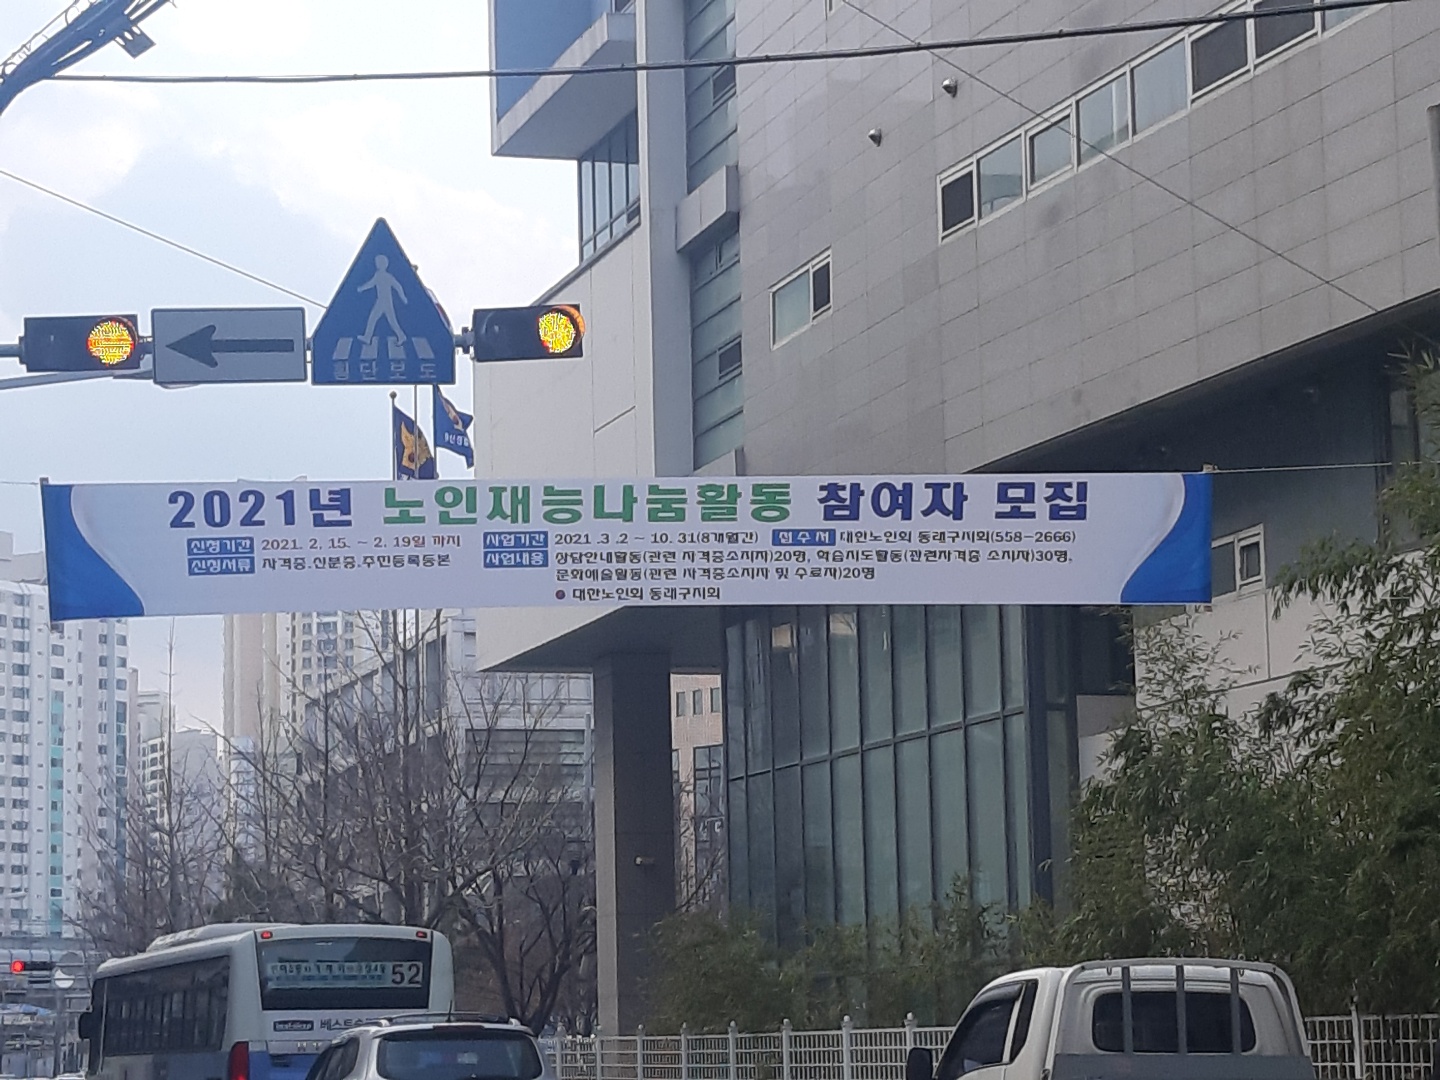 횡단보도
2021년 노인재능나눔활동 참여자 모집
신청기간 2021. 2. 15. ~ 2. 19일 까지
신청서류 자격증.신분증.주민등록등본
사업기간 2021 .3 .2 ~ 10. 31(8개월간) 접수처 대한노인회 동래구지회(558-2666)
사업내용 상담안내활동(관련 자격증소지자)20명, 학습지도활동(관련자격증 소지자)30명,
문화예술활동(관련 자격증소지자 및 수료자)20명
대한노인회 동래구지회
52